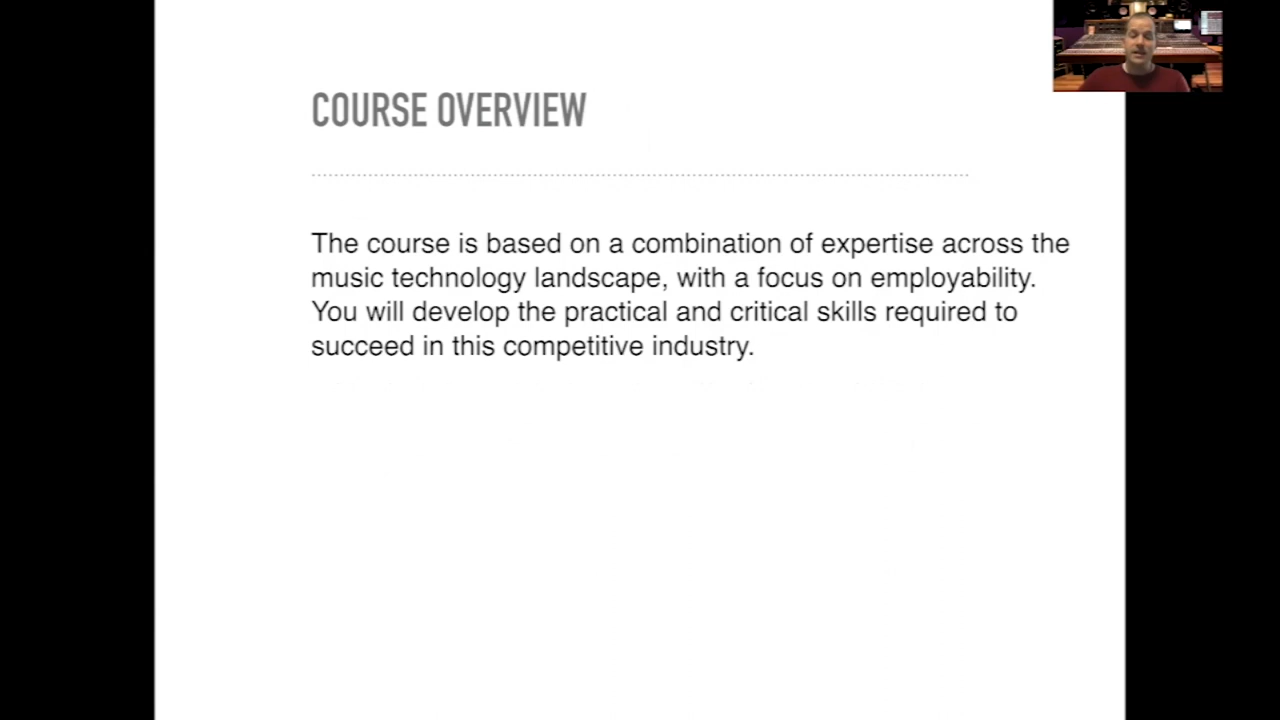 COURSE OVERVIEW
The course is based on a combination of expertise across the
music technology landscape, with a focus on employability.
You will develop the practical and critical skills required to
succeed in this competitive industry.